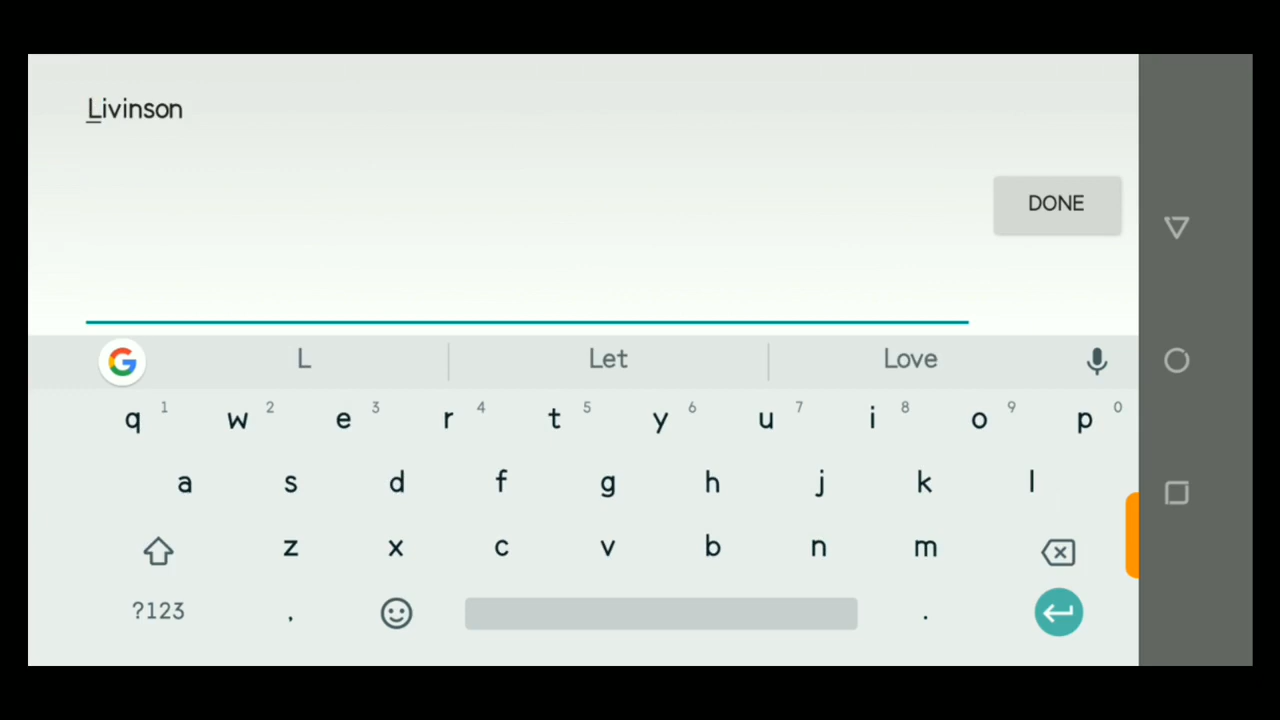 Livinson
DONE
L Let Love
q 1 w 2 e 3 r 4 t 5 y 6 u 7 i 8 o 9 p 0
a s d f g h j k l
z x c v b n m
?123 , .